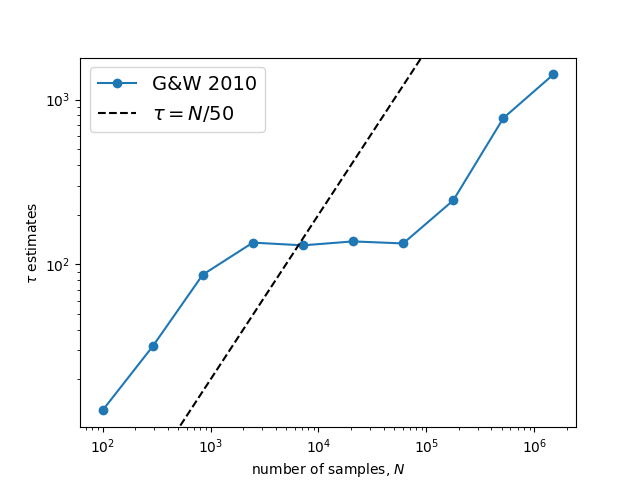 G&W 2010
τ = N/50
10³
10²
τ estimates
10² 10³ 10⁴ 10⁵ 10⁶
number of samples, N